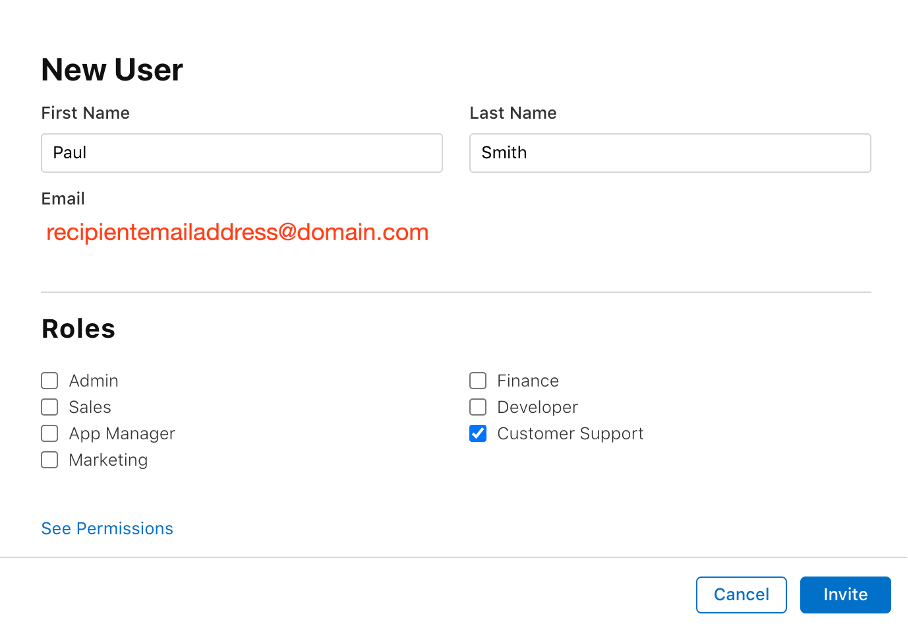 New User
First Name
Last Name
Paul
Smith
Email
recipientemailaddress@domain.com
Roles
Admin
Finance
Sales
Developer
App Manager
Customer Support
Marketing
See Permissions
Cancel
Invite